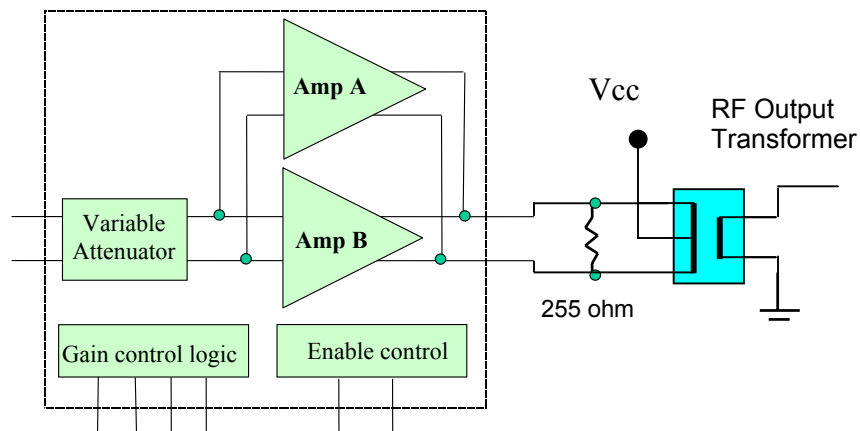 Amp A
Vcc
RF Output
Transformer
Variable
Attenuator
Amp B
255 ohm
Gain control logic
Enable control